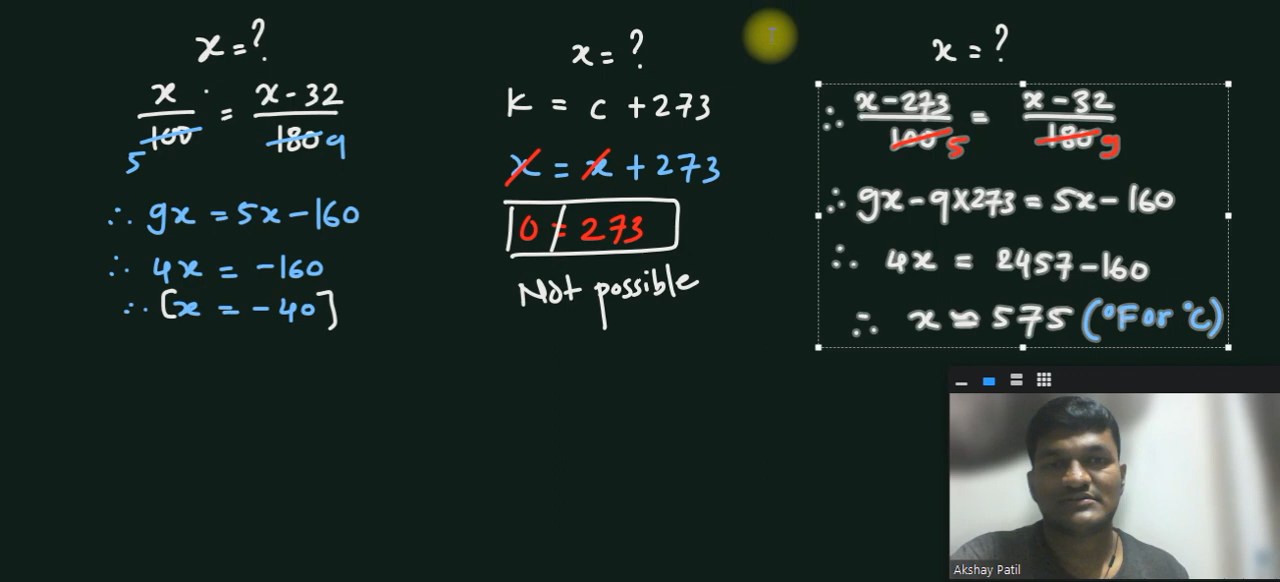 x = ?
x/100 5 = x - 32/180 9
∴ 9x = 5x - 160
∴ 4x = -160
∴ [x = -40]
x = ?
K = C + 273
x = x + 273
0 = 273
Not possible
x = ?
∴ x - 273/100 5 = x - 32/180 9
∴ 9x - 9x273 = 5x - 160
∴ 4x = 2457 - 160
∴ x = 575 (°F or °C)
Akshay Patil